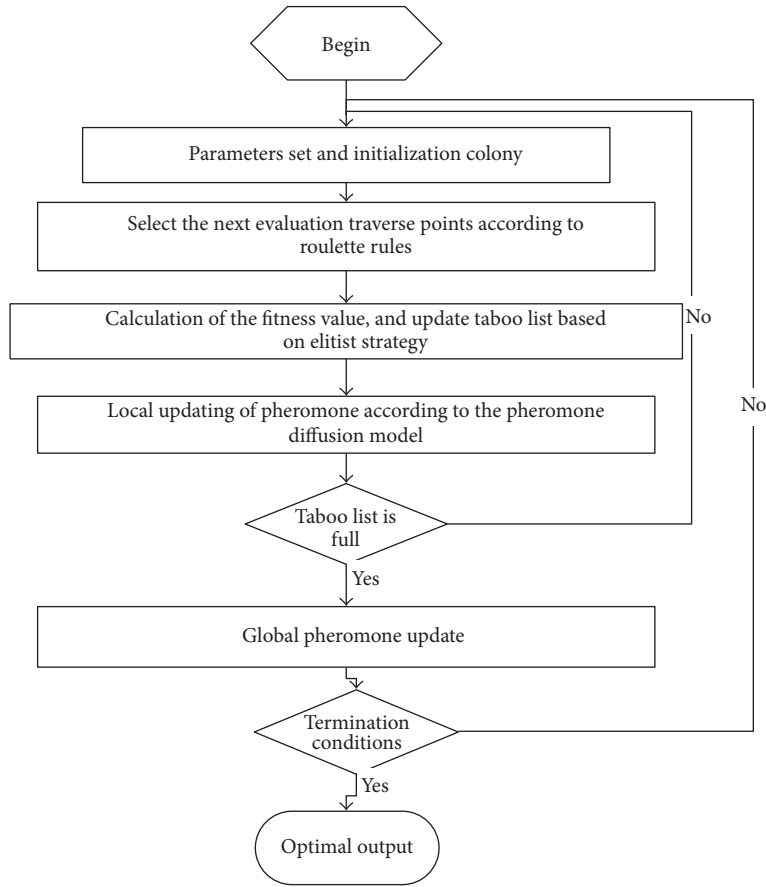 Begin
Parameters set and initialization colony
Select the next evaluation traverse points according to
roulette rules
Calculation of the fitness value, and update taboo list based
on elitist strategy
No
Local updating of pheromone according to the pheromone
diffusion model
No
Taboo list is
full
Yes
Global pheromone update
Termination
conditions
Yes
Optimal output